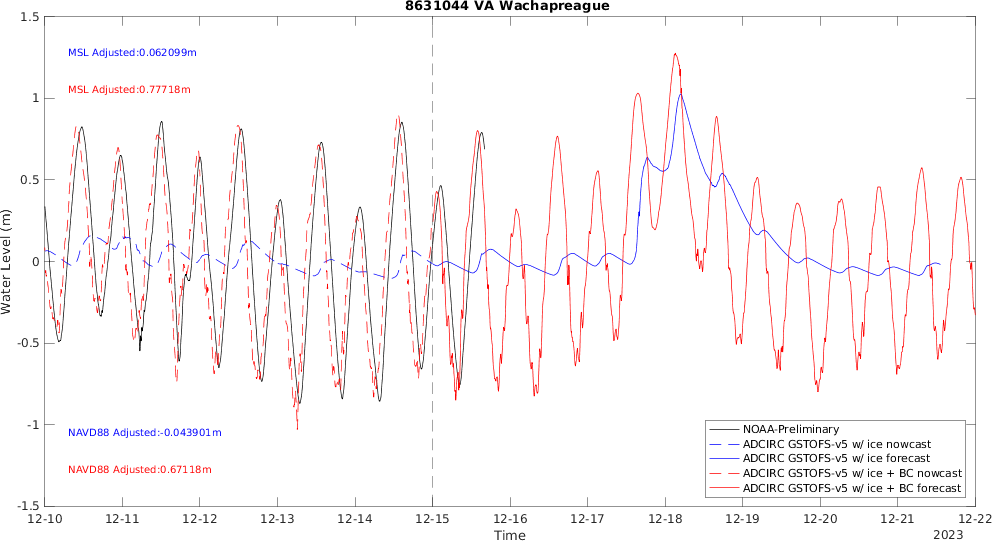 8631044 VA Wachapreague
1.5
MSL Adjusted:0.062099m
MSL Adjusted:0.77718m
1
0.5
0
-0.5
-1
-1.5
Water Level (m)
NAVD88 Adjusted:-0.043901m
NAVD88 Adjusted:0.67118m
NOAA-Preliminary
ADCIRC GSTOFS-v5 w/ ice nowcast
ADCIRC GSTOFS-v5 w/ ice forecast
ADCIRC GSTOFS-v5 w/ ice + BC nowcast
ADCIRC GSTOFS-v5 w/ ice + BC forecast
12-10 12-11 12-12 12-13 12-14 12-15 12-16 12-17 12-18 12-19 12-20 12-21 12-22
Time
2023